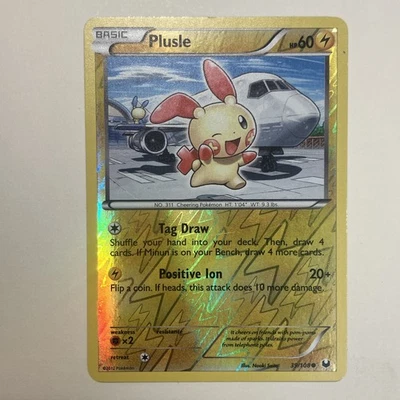 BASIC
Plusle
HP60
NO. 311 Cheering Pokémon HT: 1'04" WT: 9.3 lbs.
Tag Draw
Shuffle your hand into your deck. Then, draw 4
cards. If Minun is on your Bench, draw 4 more cards.
Positive Ion 20+
Flip a coin. If heads, this attack does 10 more damage.
weakness
×2
resistance
retreat
It cheers on friends with pom-
poms made of sparks. It drains
power from telephone poles.
Illus. Naoki Saito